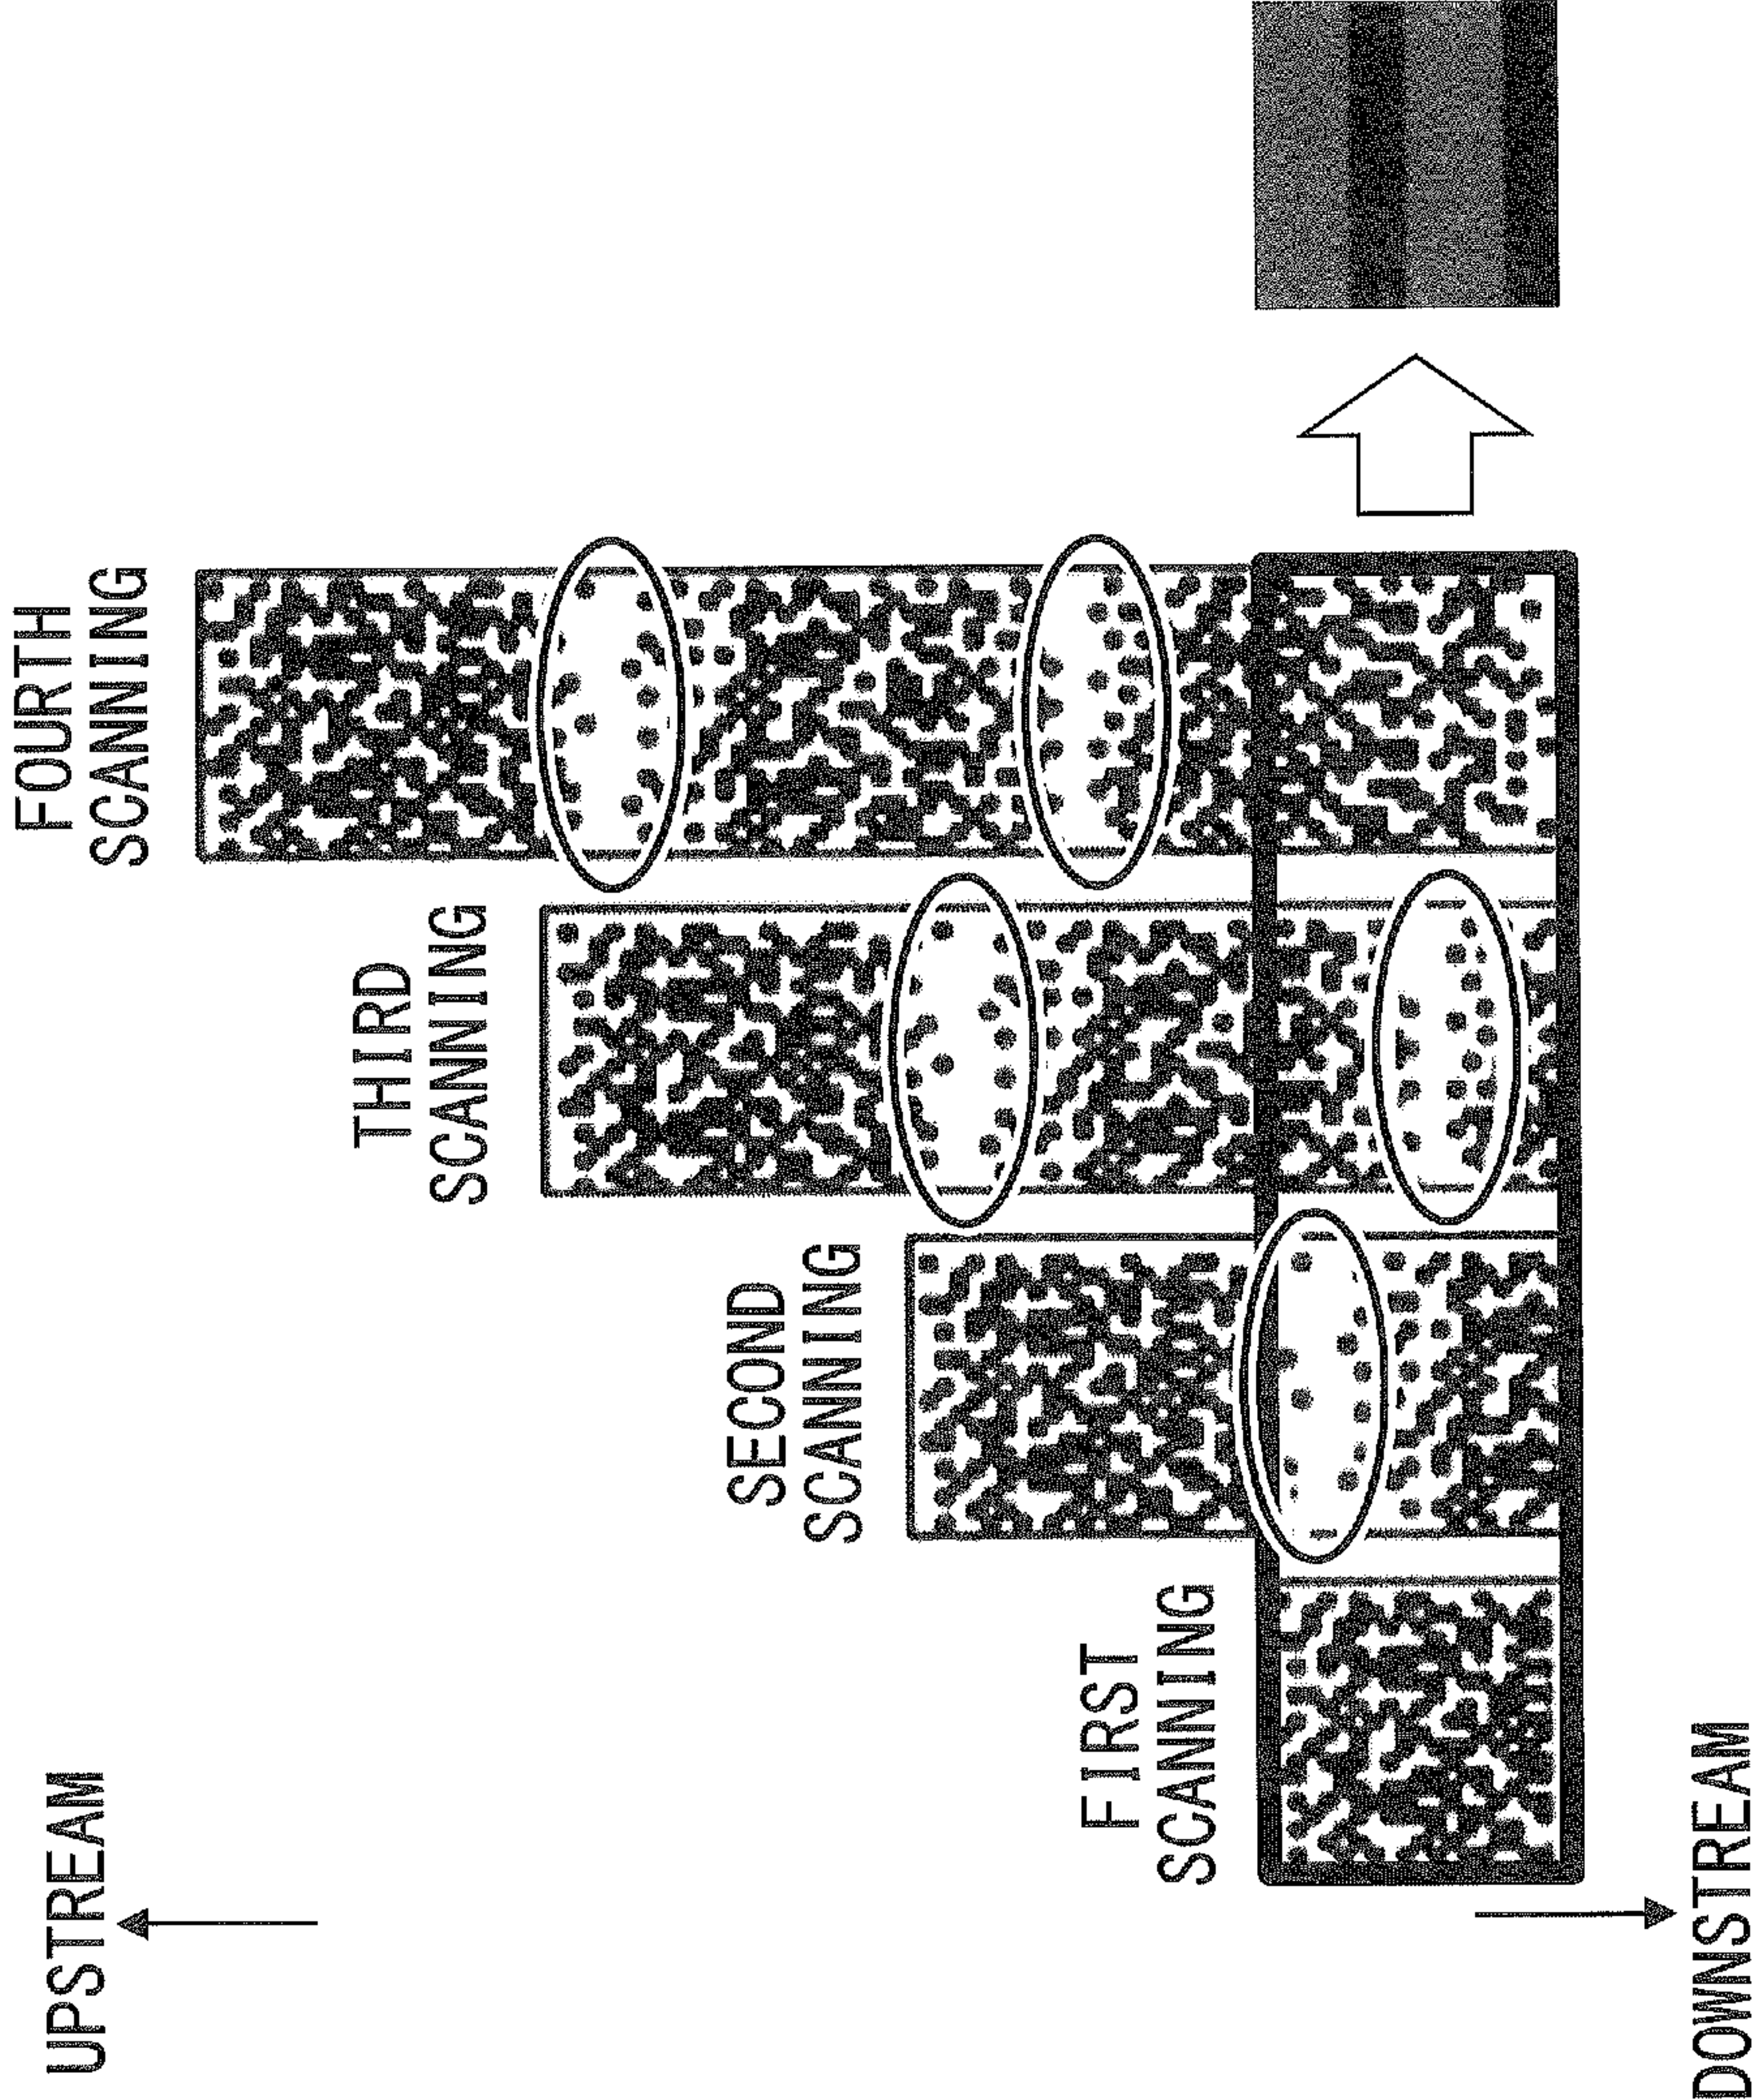 UPSTREAM
FOURTH
SCANNING
THIRD
SCANNING
SECOND
SCANNING
FIRST
SCANNING
DOWNSTREAM